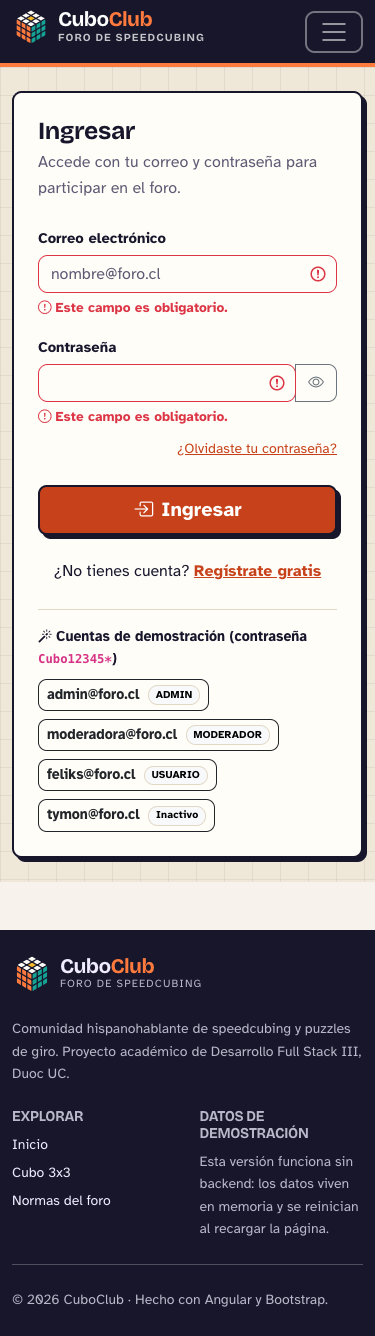 CuboClub
FORO DE SPEEDCUBING
Ingresar
Accede con tu correo y contraseña para
participar en el foro.
Correo electrónico
nombre@foro.cl
Este campo es obligatorio.
Contraseña
Este campo es obligatorio.
¿Olvidaste tu contraseña?
Ingresar
¿No tienes cuenta? Regístrate gratis
Cuentas de demostración (contraseña
Cubo12345*)
admin@foro.cl ADMIN
moderadora@foro.cl MODERADOR
feliks@foro.cl USUARIO
tymon@foro.cl Inactivo
CuboClub
FORO DE SPEEDCUBING
Comunidad hispanohablante de speedcubing y puzzles
de giro. Proyecto académico de Desarrollo Full Stack III,
Duoc UC.
EXPLORAR
Inicio
Cubo 3x3
Normas del foro
DATOS DE
DEMOSTRACIÓN
Esta versión funciona sin
backend: los datos viven
en memoria y se reinician
al recargar la página.
© 2026 CuboClub · Hecho con Angular y Bootstrap.